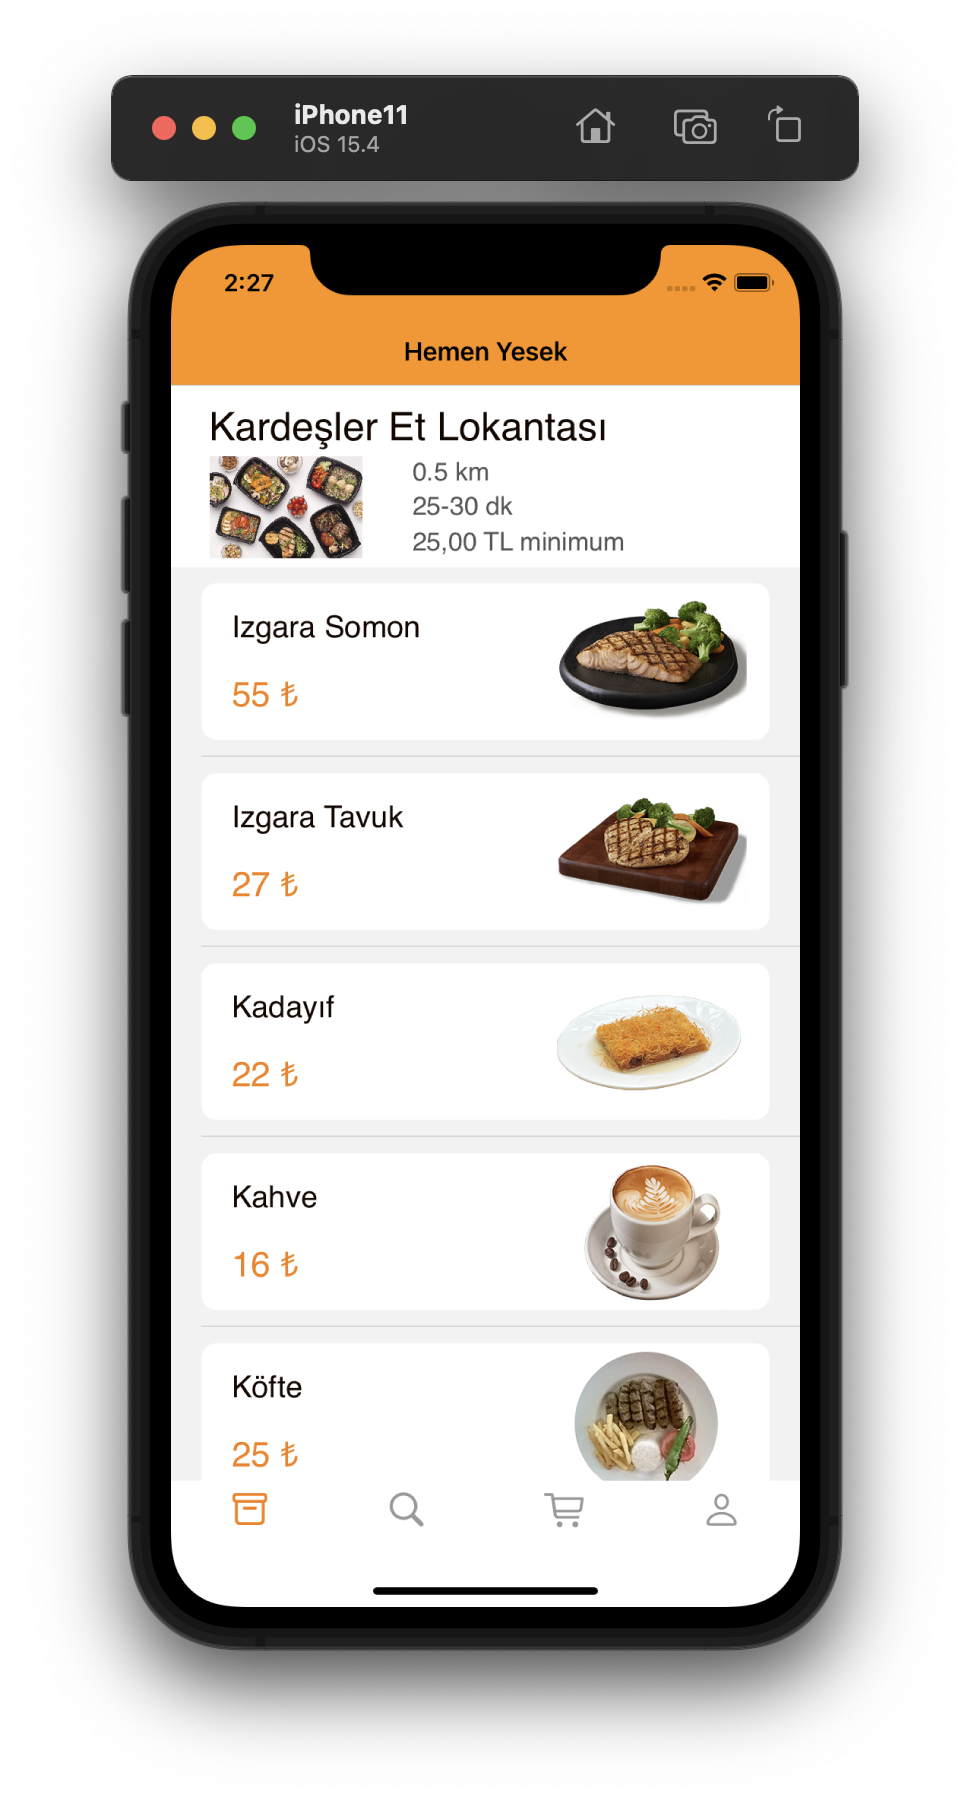 iPhone11
iOS 15.4
2:27
Hemen Yesek
Kardeşler Et Lokantası
0.5 km
25-30 dk
25,00 TL minimum
Izgara Somon
55 ₺
Izgara Tavuk
27 ₺
Kadayıf
22 ₺
Kahve
16 ₺
Köfte
25 ₺